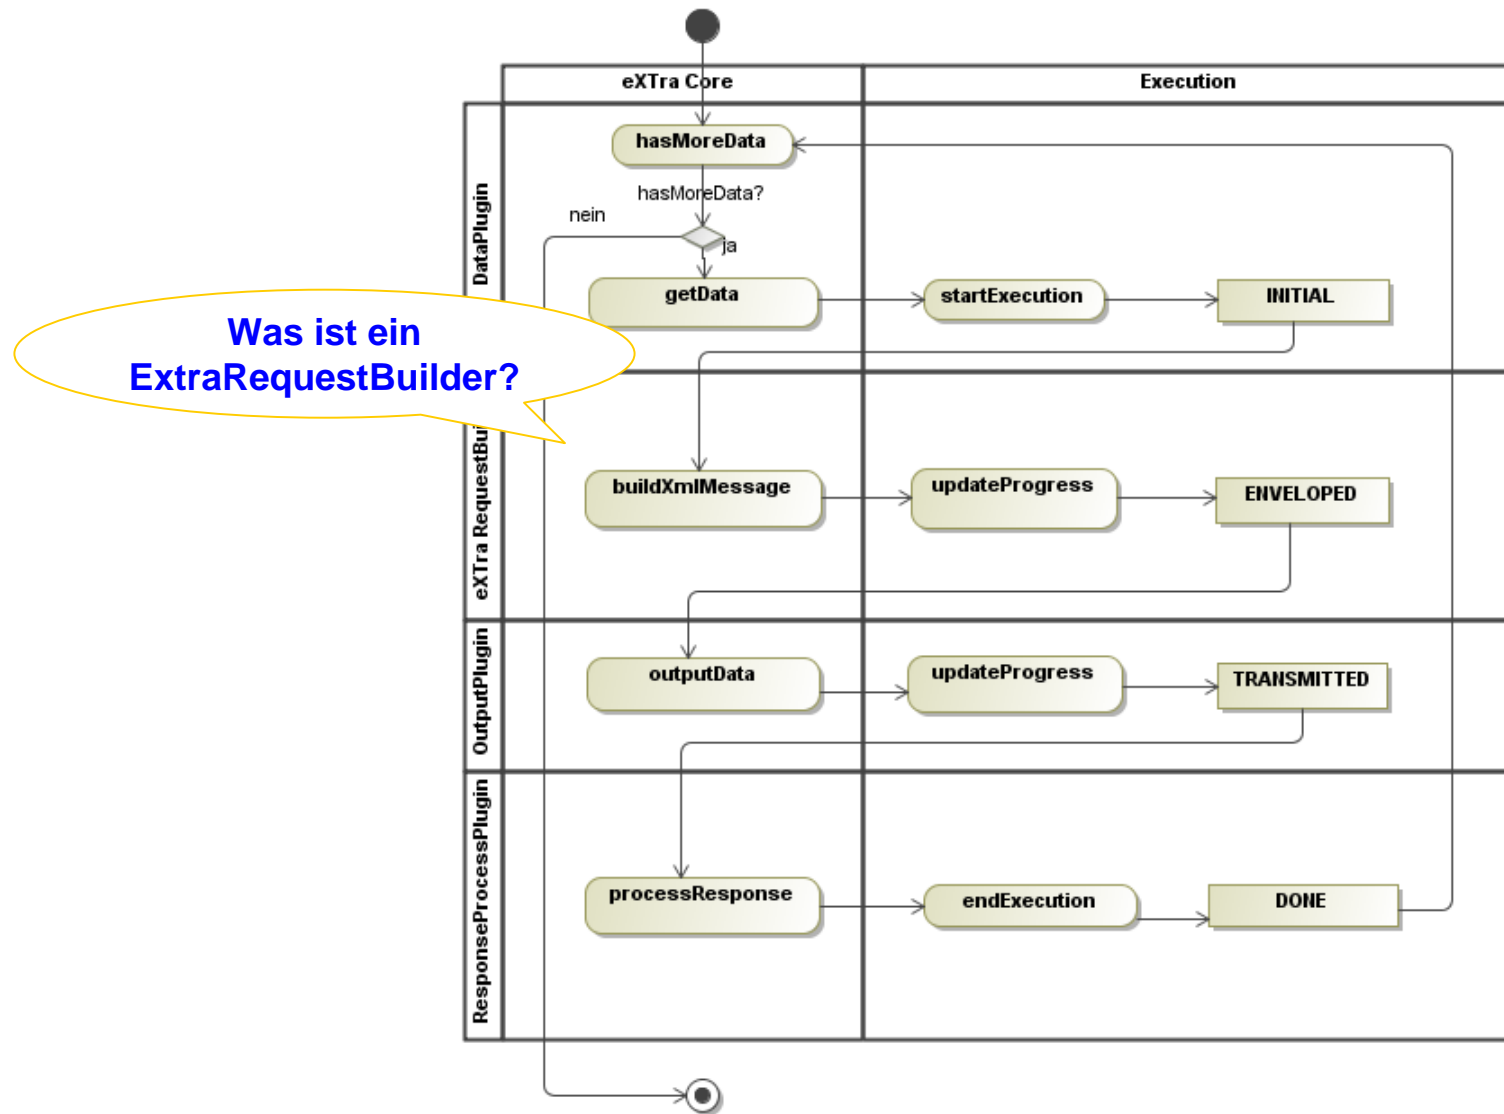 eXTra Core
Execution
DataPlugin
hasMoreData
hasMoreData?
nein
ja
getData
startExecution
INITIAL
Was ist ein
ExtraRequestBuilder?
eXTra
buildXmlMessage
updateProgress
ENVELOPED
OutputPlugin
outputData
updateProgress
TRANSMITTED
ResponseProcessPlugin
processResponse
endExecution
DONE